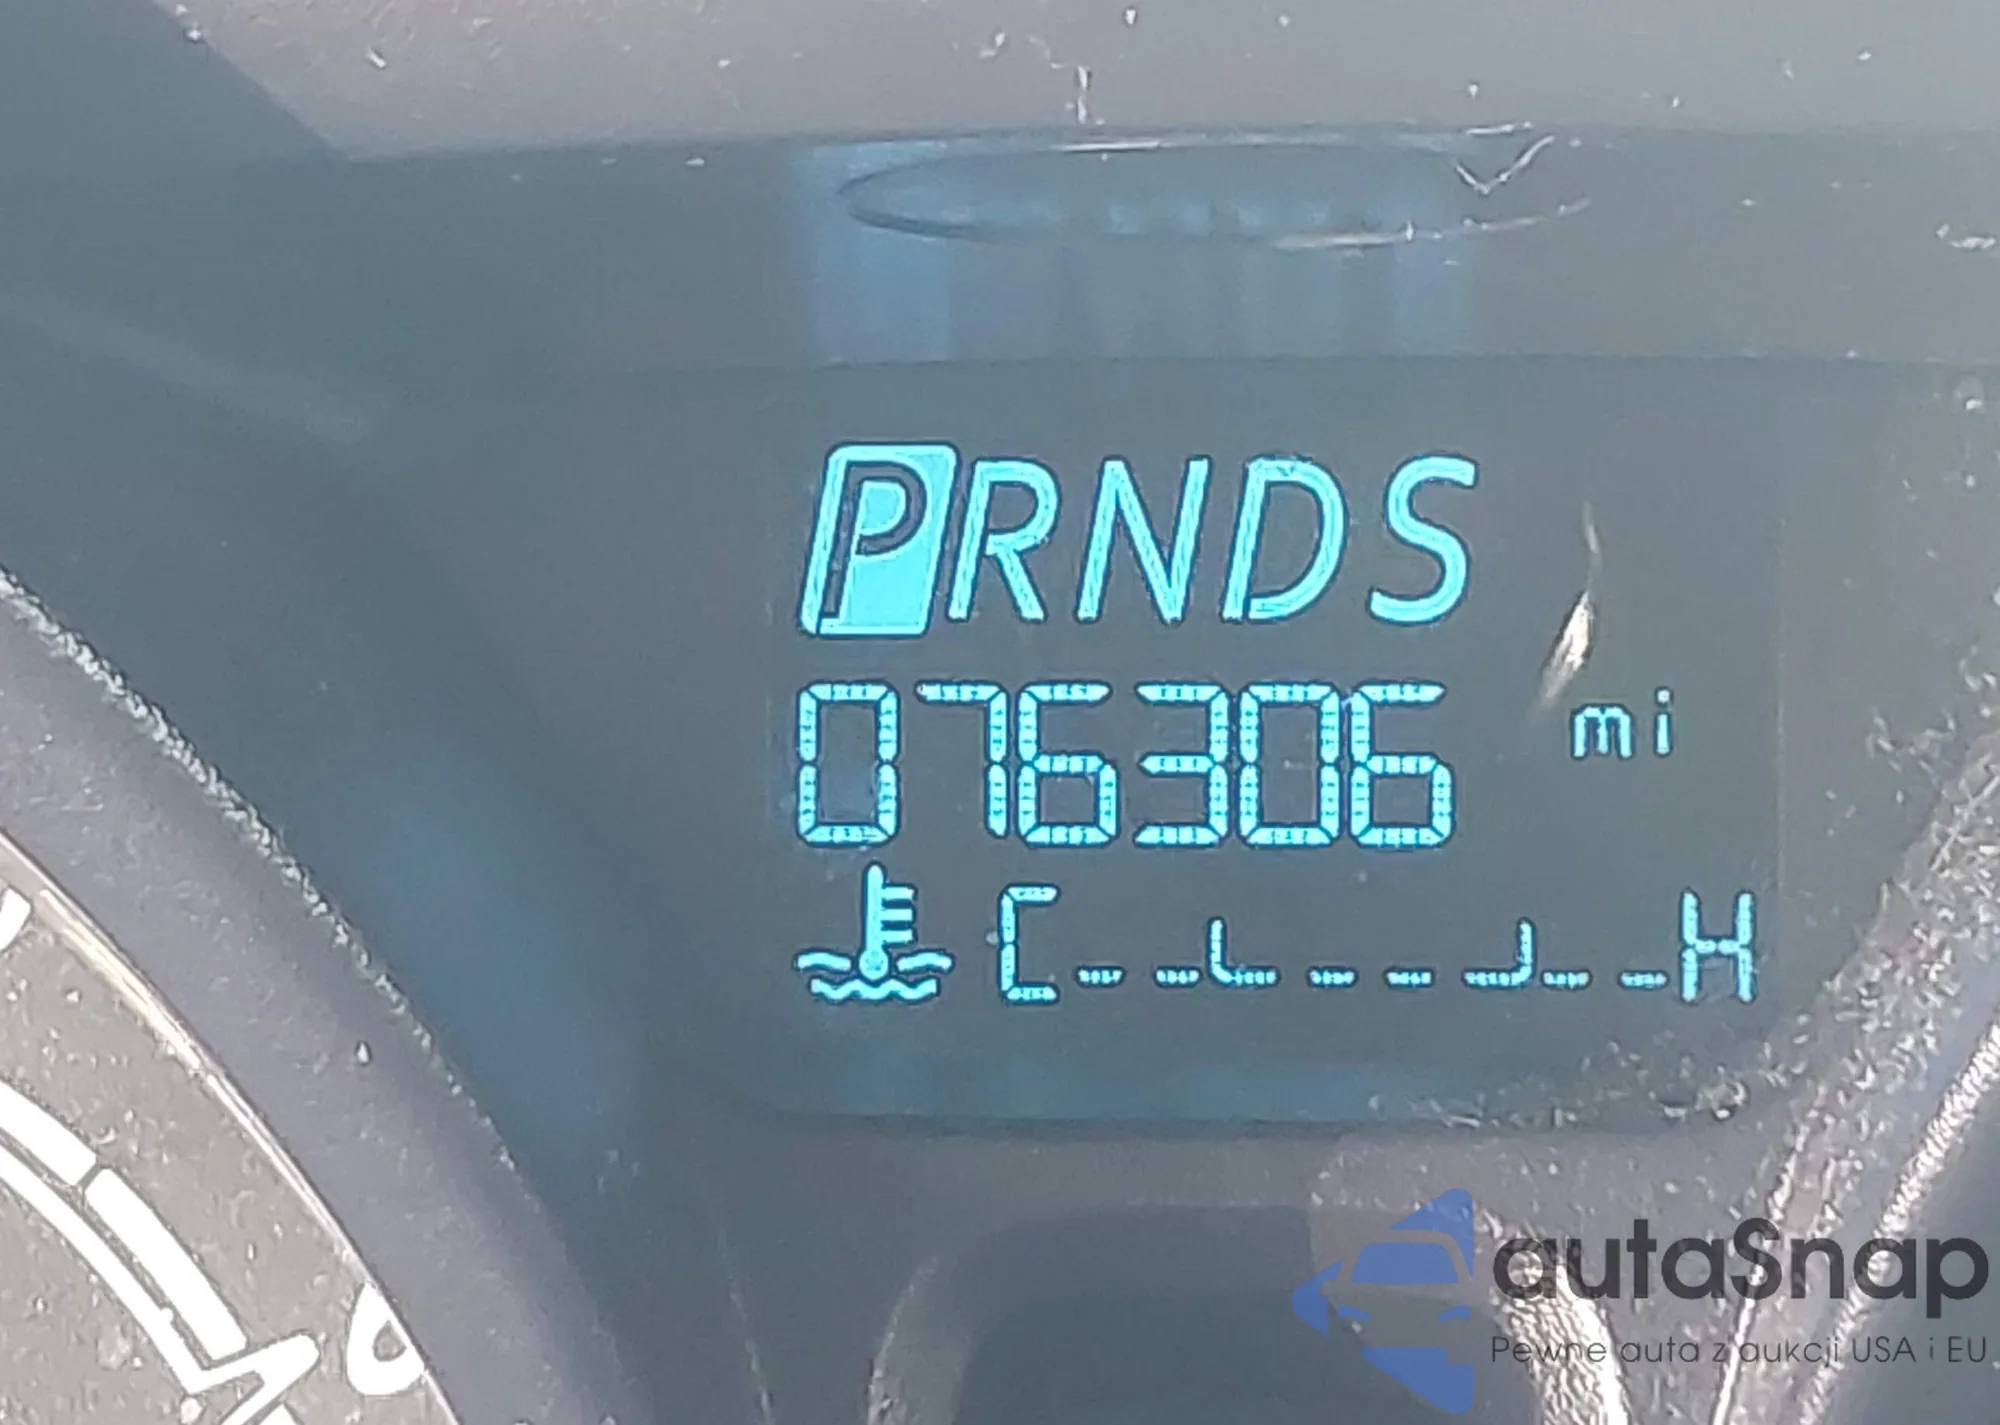 PRNDS
076306 mi
C H
autaSnap
Pewne auta z aukcji USA i EU